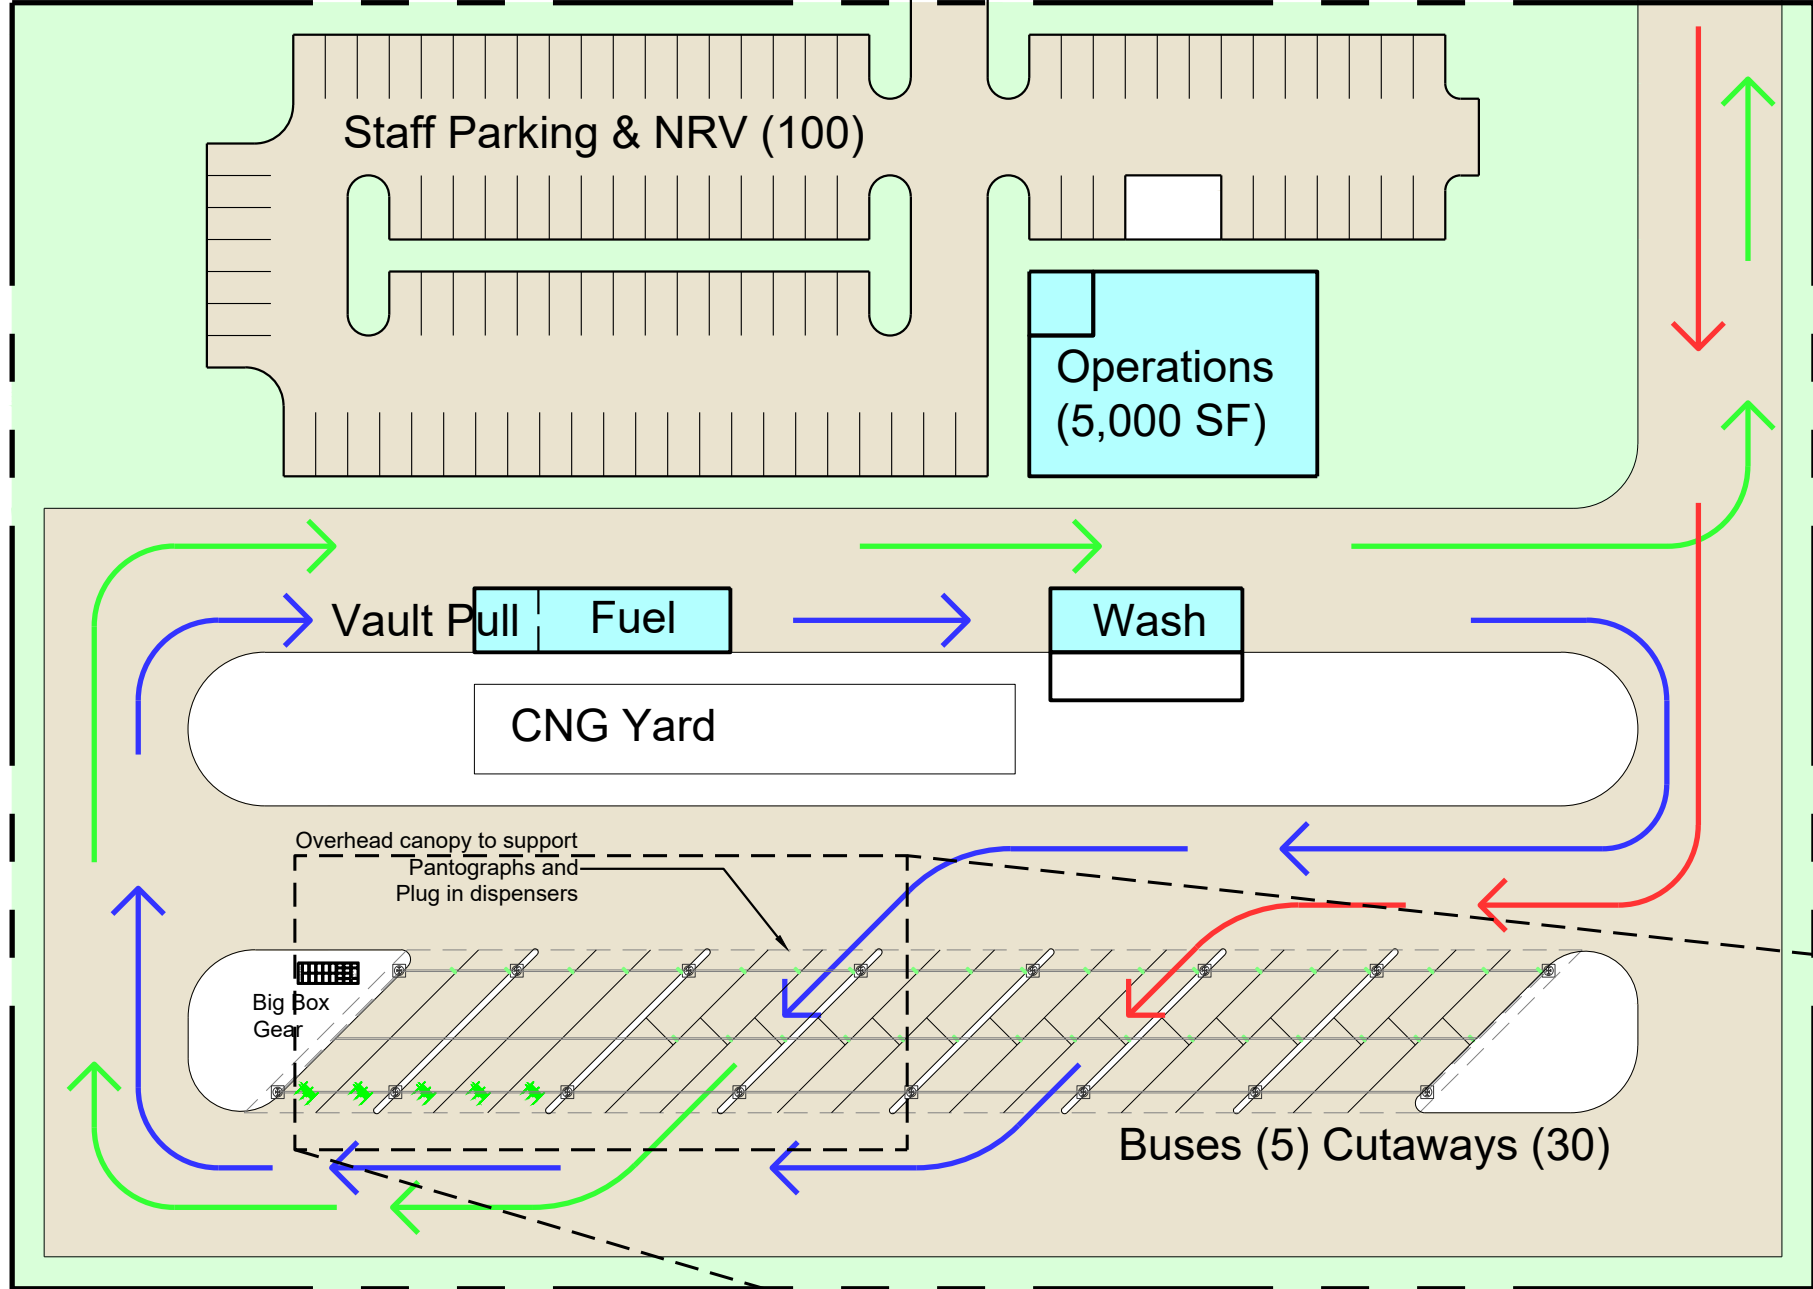 Staff Parking & NRV (100)
Operations
(5,000 SF)
Vault Pull
Fuel
Wash
CNG Yard
Overhead canopy to support
Pantographs and
Plug in dispensers
Big Box
Gear
Buses (5) Cutaways (30)